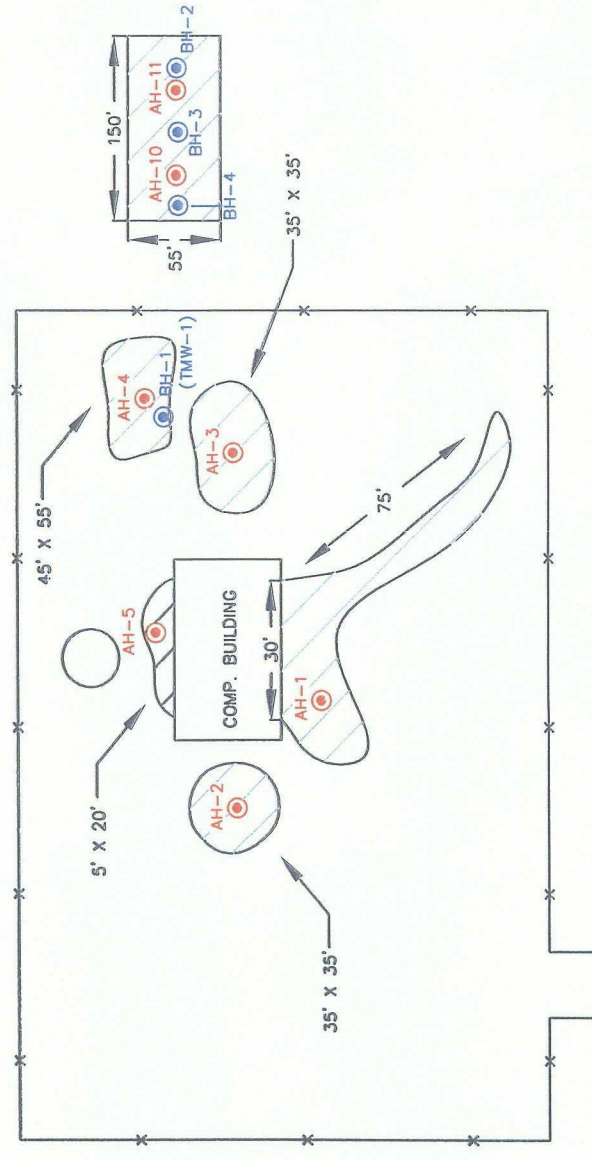 45' X 55'
AH-4
BH-1
(TMW-1)
150'
55'
AH-10
AH-11
BH-2
BH-3
BH-4
35' X 35'
AH-3
AH-5
5' X 20'
COMP. BUILDING
30'
75'
AH-1
AH-2
35' X 35'